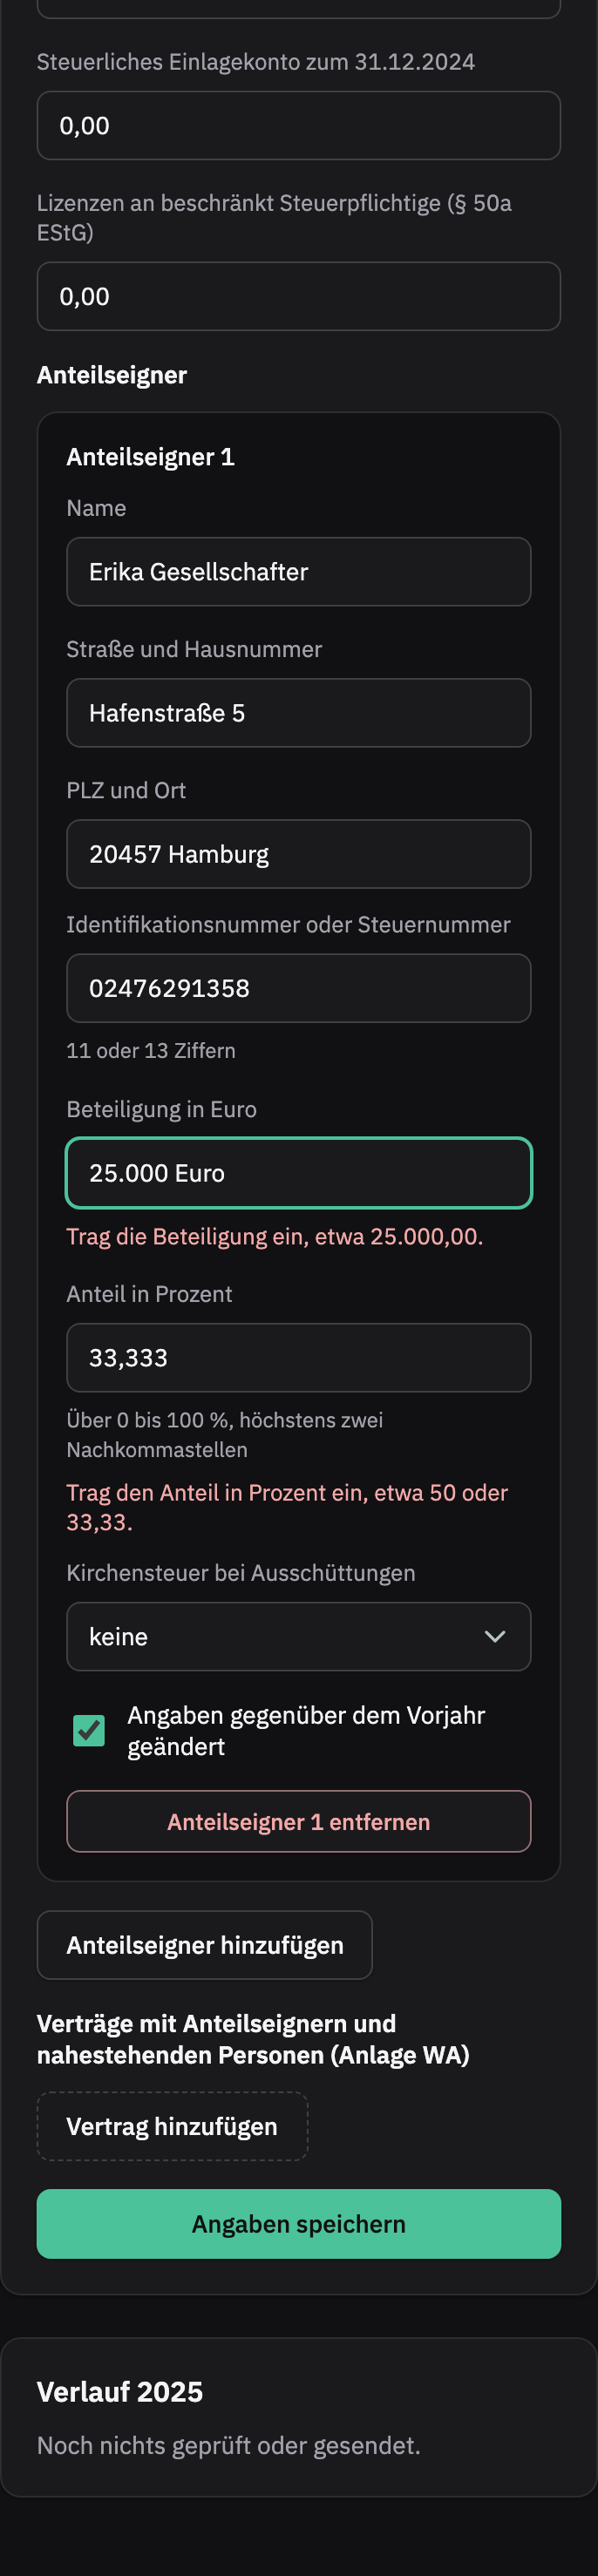 Steuerliches Einlagekonto zum 31.12.2024
0,00
Lizenzen an beschränkt Steuerpflichtige (§ 50a
EStG)
0,00
Anteilseigner
Anteilseigner 1
Name
Erika Gesellschafter
Straße und Hausnummer
Hafenstraße 5
PLZ und Ort
20457 Hamburg
Identifikationsnummer oder Steuernummer
02476291358
11 oder 13 Ziffern
Beteiligung in Euro
25.000 Euro
Trag die Beteiligung ein, etwa 25.000,00.
Anteil in Prozent
33,333
Über 0 bis 100 %, höchstens zwei
Nachkommastellen
Trag den Anteil in Prozent ein, etwa 50 oder
33,33.
Kirchensteuer bei Ausschüttungen
keine
Angaben gegenüber dem Vorjahr
geändert
Anteilseigner 1 entfernen
Anteilseigner hinzufügen
Verträge mit Anteilseignern und
nahestehenden Personen (Anlage WA)
Vertrag hinzufügen
Angaben speichern
Verlauf 2025
Noch nichts geprüft oder gesendet.